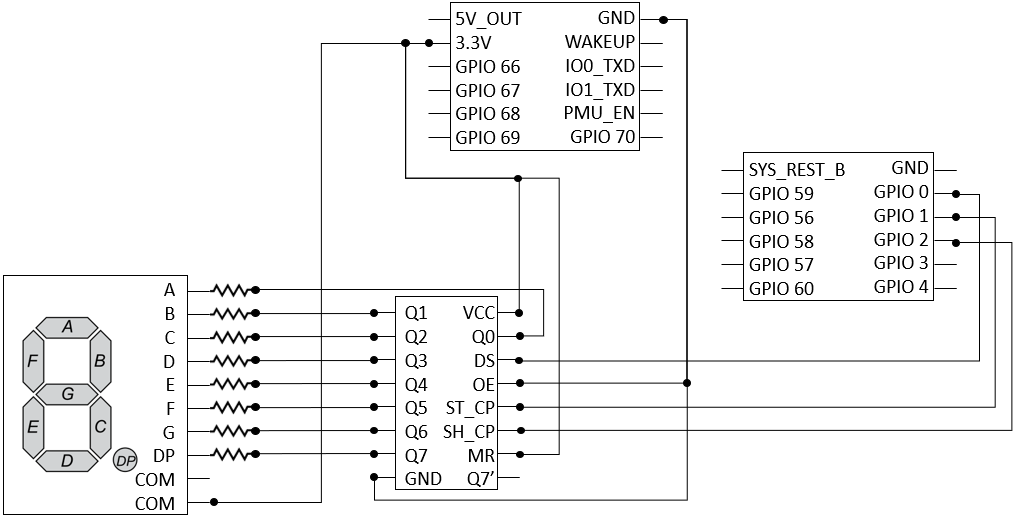 5V_OUT GND
3.3V WAKEUP
GPIO 66 IO0_TXD
GPIO 67 IO1_TXD
GPIO 68 PMU_EN
GPIO 69 GPIO 70
SYS_REST_B GND
GPIO 59 GPIO 0
GPIO 56 GPIO 1
GPIO 58 GPIO 2
GPIO 57 GPIO 3
GPIO 60 GPIO 4
A
B
C
D
E
F
G
DP
COM
COM
A
F B
G
E C
D
DP
Q1 VCC
Q2 Q0
Q3 DS
Q4 OE
Q5 ST_CP
Q6 SH_CP
Q7 MR
GND Q7'